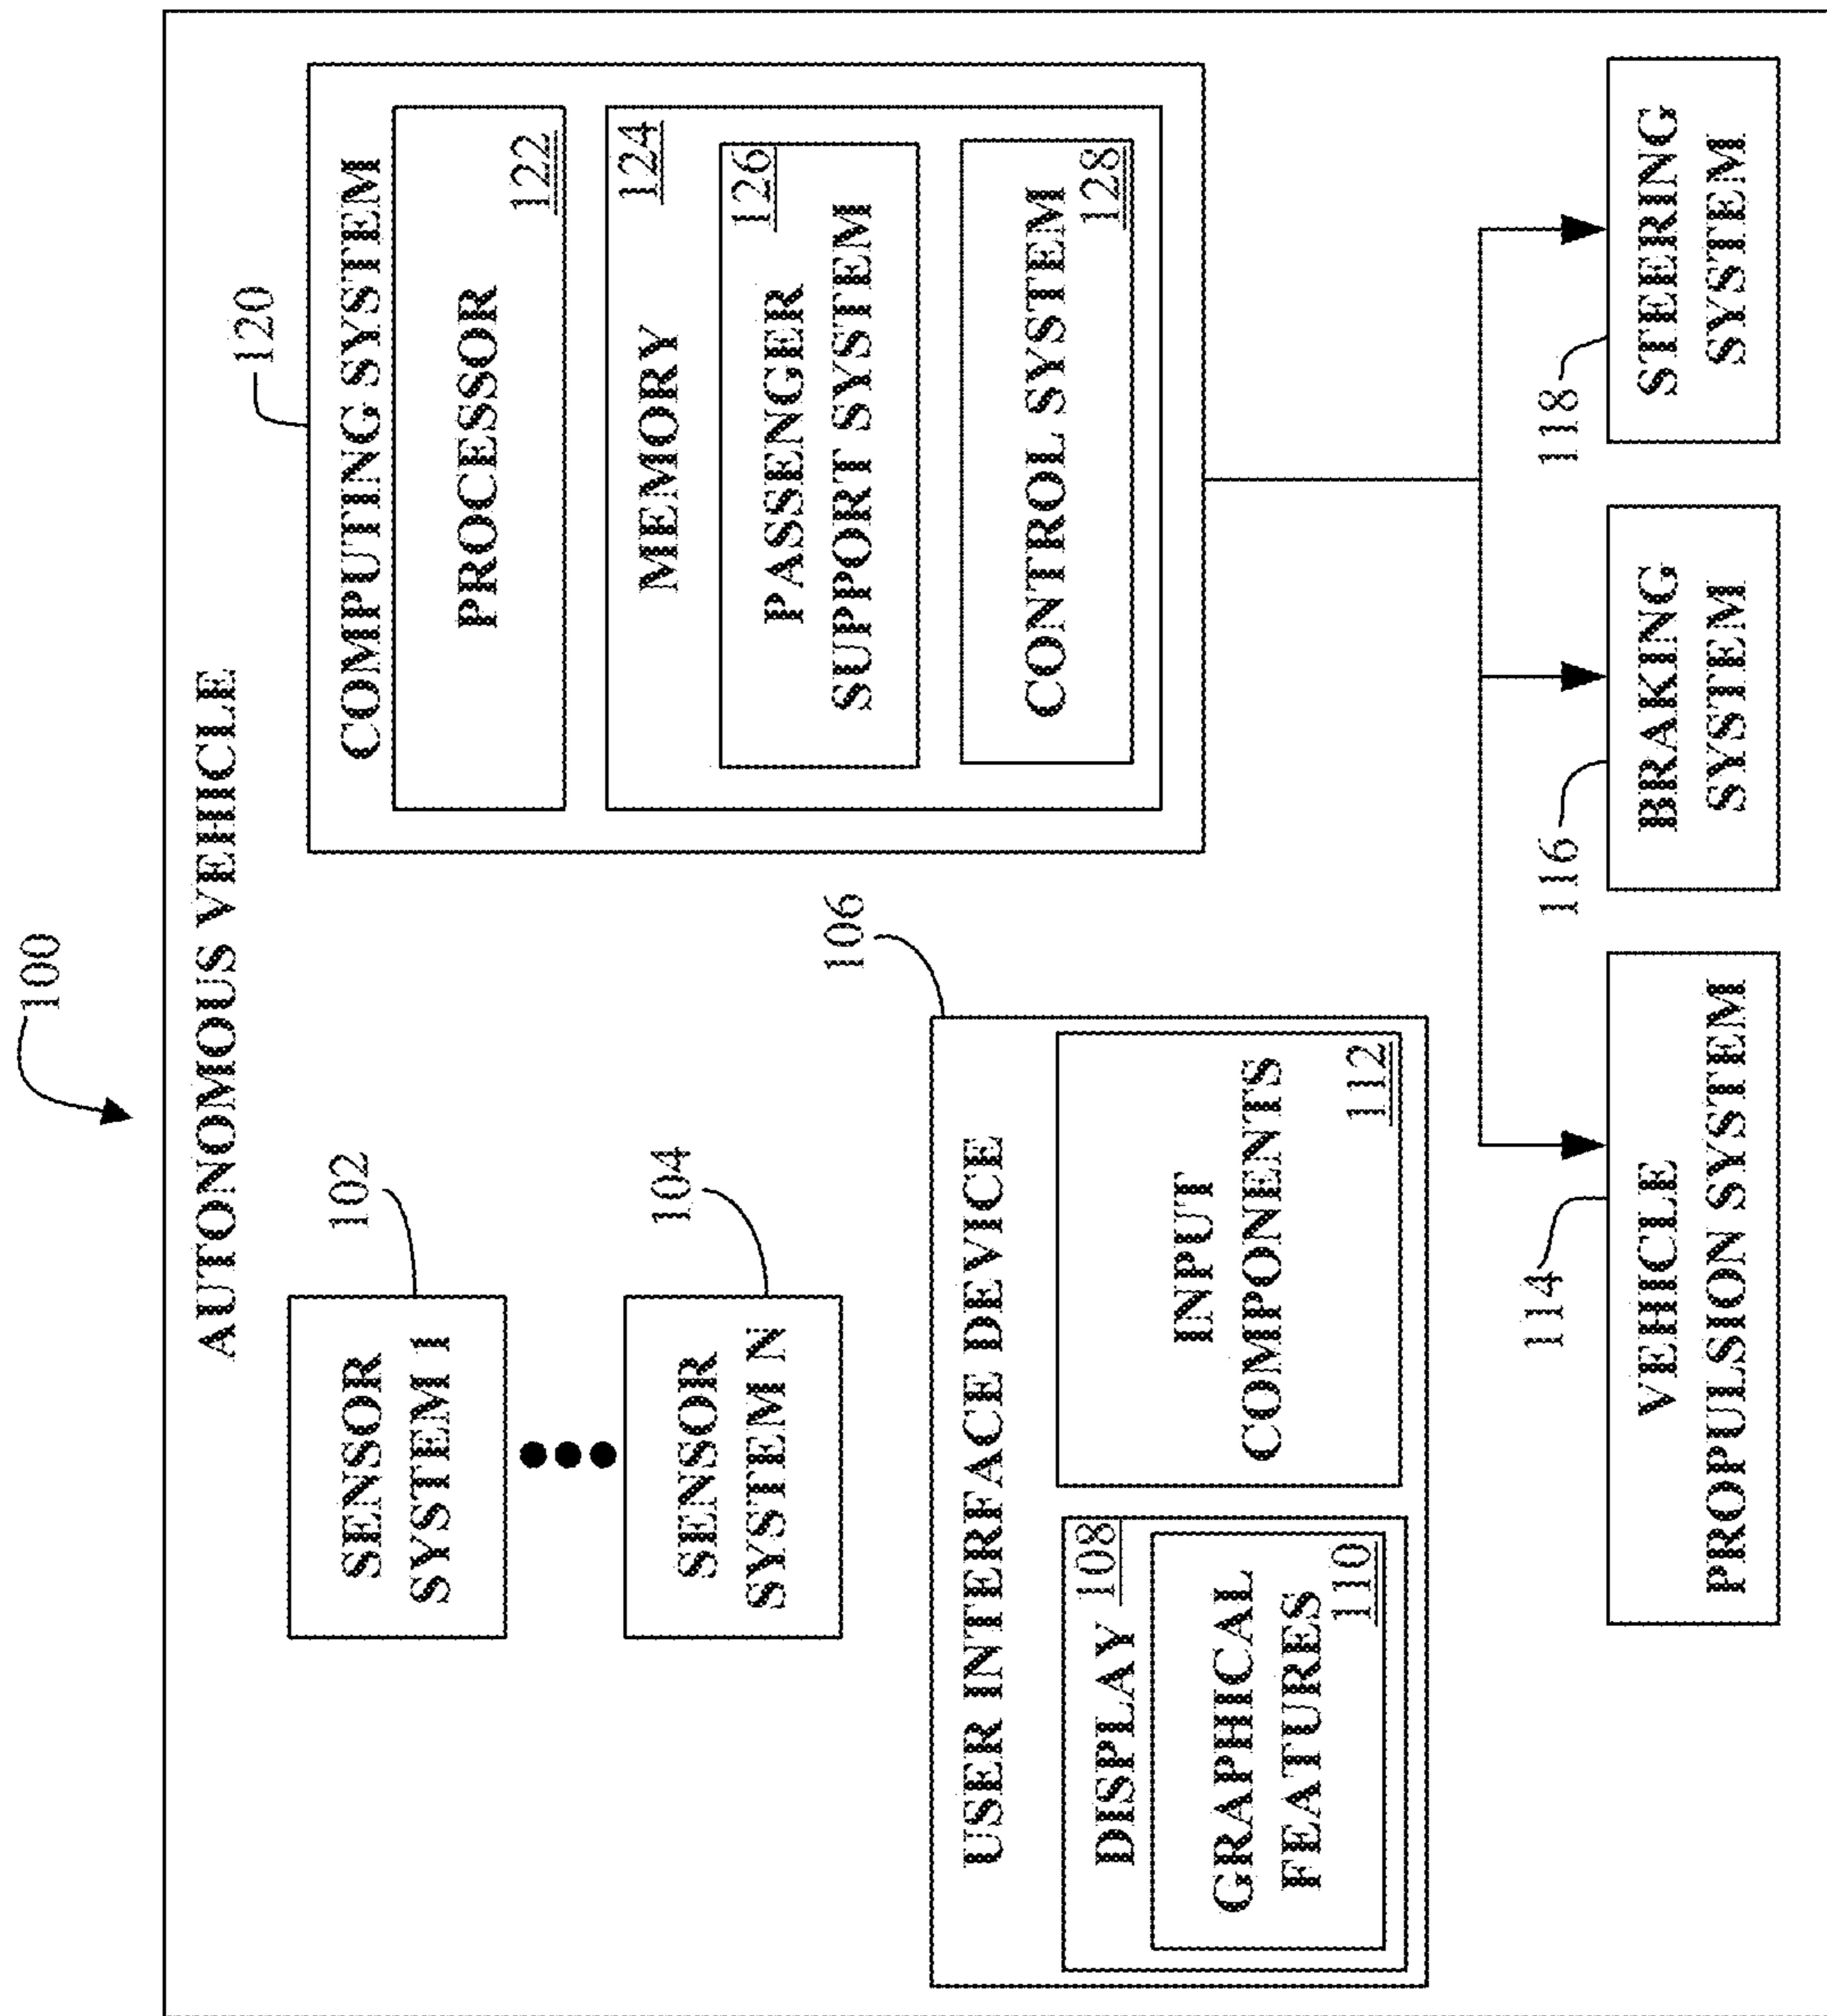 100
AUTONOMOUS VEHICLE
SENSOR
SYSTEM 1
102
SENSOR
SYSTEM N
104
USER INTERFACE DEVICE
106
DISPLAY 108
GRAPHICAL
FEATURES
110
INPUT
COMPONENTS
112
120
COMPUTING SYSTEM
PROCESSOR
122
MEMORY
124
PASSENGER
SUPPORT SYSTEM
126
CONTROL SYSTEM
128
114
VEHICLE
PROPULSION SYSTEM
116
BRAKING
SYSTEM
118
STEERING
SYSTEM